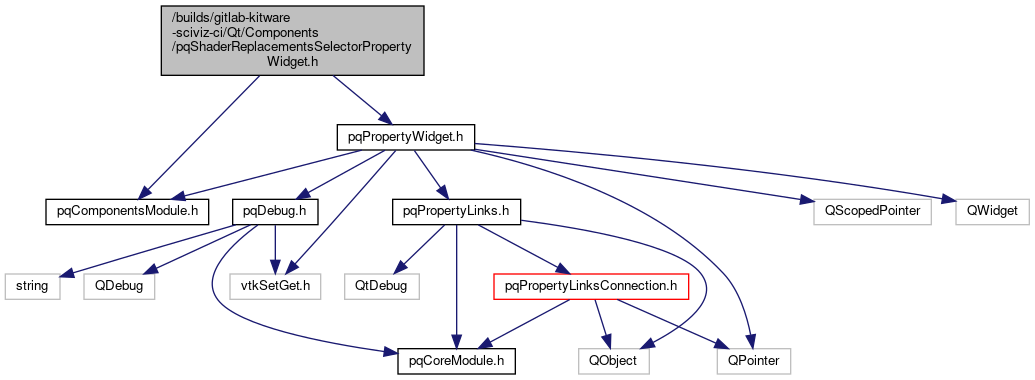 /builds/gitlab-kitware
-sciviz-ci/Qt/Components
/pqShaderReplacementsSelectorProperty
Widget.h
pqPropertyWidget.h
pqComponentsModule.h
pqDebug.h
pqPropertyLinks.h
QScopedPointer
QWidget
string
QDebug
vtkSetGet.h
QtDebug
pqPropertyLinksConnection.h
pqCoreModule.h
QObject
QPointer